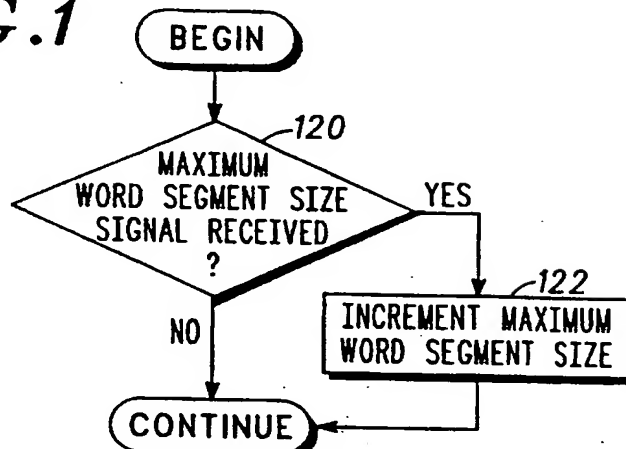 G.1
BEGIN
120
MAXIMUM
WORD SEGMENT SIZE
SIGNAL RECEIVED
?
YES
NO
122
INCREMENT MAXIMUM
WORD SEGMENT SIZE
CONTINUE